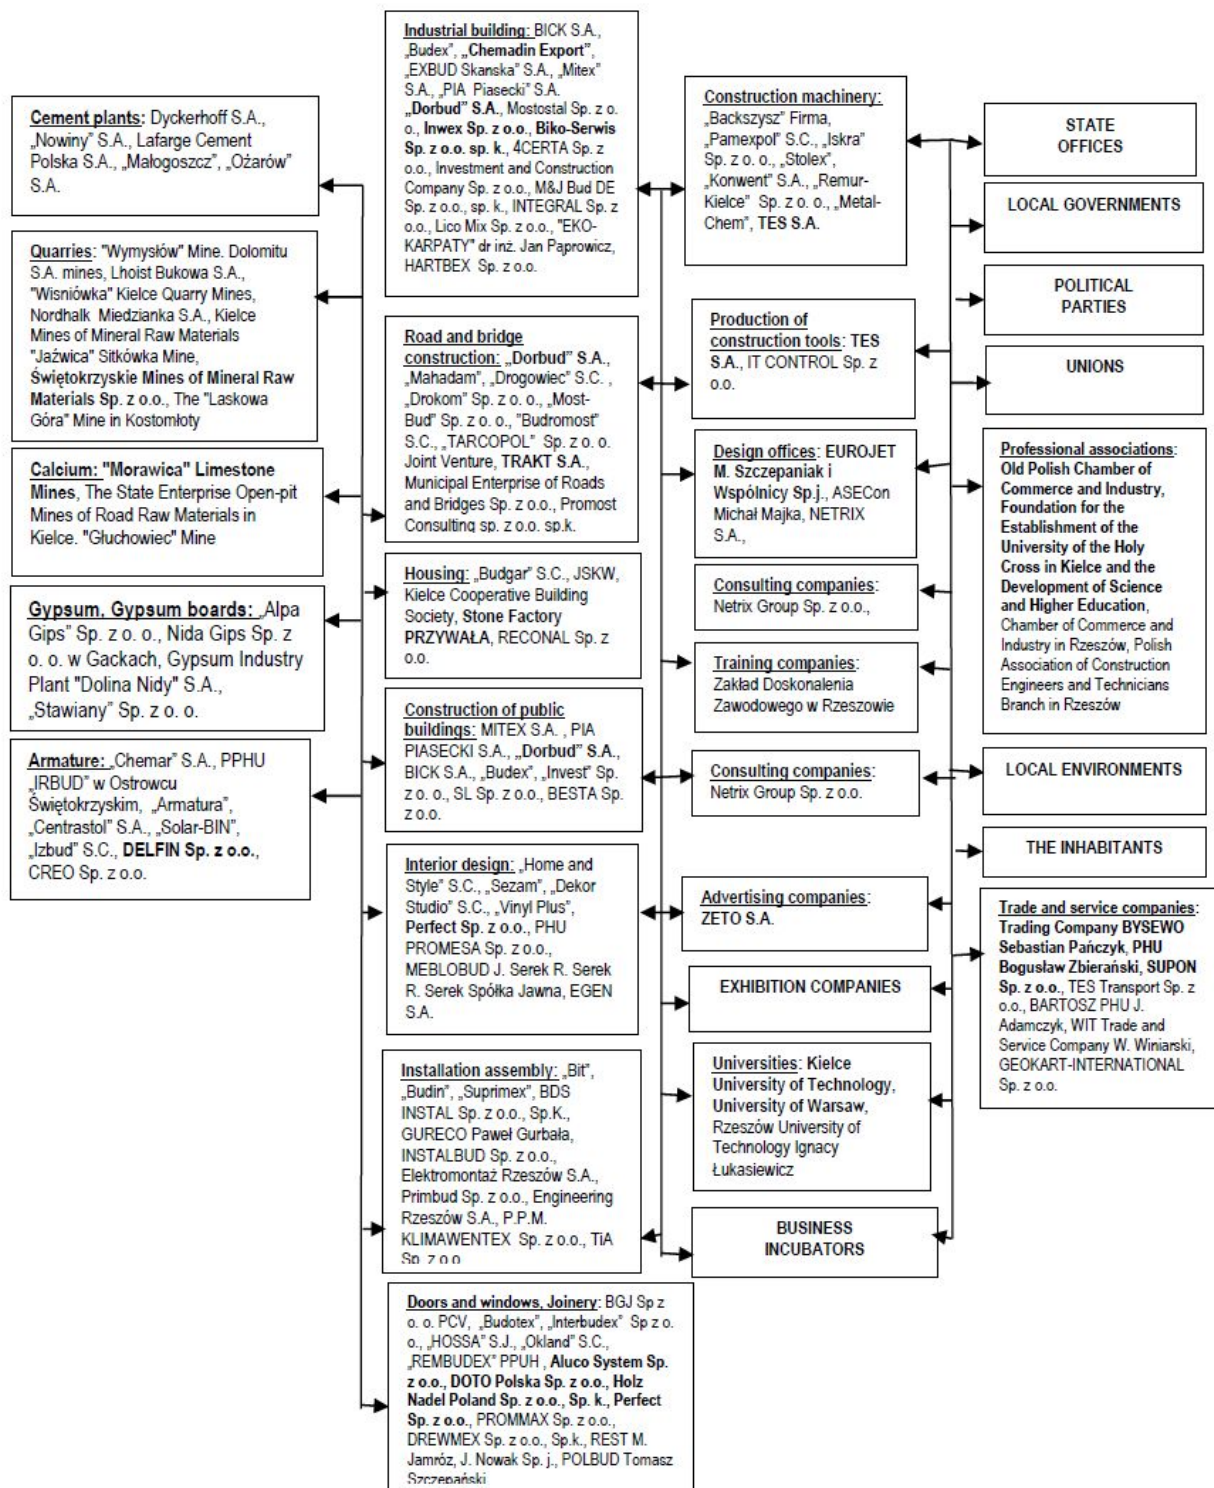 Cement plants: Dyckerhoff S.A.,
„Nowiny” S.A., Lafarge Cement
Polska S.A., „Małogoszcz”, „Ożarów”
S.A.
Quarries: "Wymysłów" Mine. Dolomitu
S.A. mines, Lhoist Bukowa S.A.,
"Wisniówka" Kielce Quarry Mines,
Nordhalk Miedzianka S.A., Kielce
Mines of Mineral Raw Materials
"Jaźwica" Sitkówka Mine,
Świętokrzyskie Mines of Mineral Raw
Materials Sp. z o.o., The "Laskowa
Góra" Mine in Kostomłoty
Calcium: "Morawica" Limestone
Mines, The State Enterprise Open-pit
Mines of Road Raw Materials in
Kielce. "Głuchowiec" Mine
Gypsum, Gypsum boards: „Alpa
Gips” Sp. z o. o., Nida Gips Sp. z
o. o. w Gackach, Gypsum Industry
Plant "Dolina Nidy" S.A.,
„Stawiany” Sp. z o. o.
Armature: „Chemar” S.A., PPHU
„IRBUD” w Ostrowcu
Świętokrzyskim, „Armatura”,
„Centrastol” S.A., „Solar-BIN”,
„Izbud” S.C., DELFIN Sp. z o.o.,
CREO Sp. z o.o.
Industrial building: BICK S.A.,
„Budex”, „Chemadin Export”,
„EXBUD Skanska” S.A., „Mitex”
S.A., „PIA Piasecki” S.A.
„Dorbud” S.A., Mostostal Sp. z o.
o., Inwex Sp. z o.o., Biko-Serwis
Sp. z o.o. sp. k., 4CERTA Sp. z
o.o., Investment and Construction
Company Sp. z o.o., M&J Bud DE
Sp. z o.o., sp. k., INTEGRAL Sp. z
o.o., Lico Mix Sp. z o.o., "EKO-
KARPATY" dr inż. Jan Paprowicz,
HARTBEX Sp. z o.o.
Road and bridge
construction: „Dorbud” S.A.,
„Mahadam”, „Drogowiec” S.C. ,
„Drokom” Sp. z o. o., „Most-
Bud” Sp. z o. o., ”Budromost”
S.C., „TARCOPOL” Sp. z o. o.
Joint Venture, TRAKT S.A.,
Municipal Enterprise of Roads
and Bridges Sp. z o.o., Promost
Consulting sp. z o.o. sp.k.
Housing: „Budgar” S.C., JSKW,
Kielce Cooperative Building
Society, Stone Factory
PRZYWAŁA, RECONAL Sp. z
o.o.
Construction of public
buildings: MITEX S.A. , PIA
PIASECKI S.A., „Dorbud” S.A.,
BICK S.A., „Budex”, „Invest” Sp.
z o. o., SL Sp. z o.o., BESTA Sp.
z o.o.
Interior design: „Home and
Style” S.C., „Sezam”, „Dekor
Studio” S.C., „Vinyl Plus”,
Perfect Sp. z o.o., PHU
PROMESA Sp. z o.o.,
MEBLOBUD J. Serek R. Serek
R. Serek Spółka Jawna, EGEN
S.A.
Installation assembly: „Bit”,
„Budin”, „Suprimex”, BDS
INSTAL Sp. z o.o., Sp.K.,
GURECO Paweł Gurbała,
INSTALBUD Sp. z o.o.,
Elektromontaż Rzeszów S.A.,
Primbud Sp. z o.o., Engineering
Rzeszów S.A., P.P.M.
KLIMAWENTEX Sp. z o.o., TiA
Sp. z o.o
Doors and windows, Joinery: BGJ Sp z
o. o. PCV, „Budotex”, „Interbudex” Sp z o.
o., „HOSSA” S.J., „Okland” S.C.,
„REMBUDEX” PPUH , Aluco System Sp.
z o.o., DOTO Polska Sp. z o.o., Holz
Nadel Poland Sp. z o.o., Sp. k., Perfect
Sp. z o.o., PROMMAX Sp. z o.o.,
DREWMEX Sp. z o.o., Sp.k., REST M.
Jamróz, J. Nowak Sp. j., POLBUD Tomasz
Szczepański
Construction machinery:
„Backszysz” Firma,
„Pamexpol” S.C., „Iskra”
Sp. z o. o., „Stolex”,
„Konwent” S.A., „Remur-
Kielce” Sp. z o. o., „Metal-
Chem”, TES S.A.
Production of
construction tools: TES
S.A., IT CONTROL Sp. z
o.o.
Design offices: EUROJET
M. Szczepaniak i
Wspólnicy Sp.j., ASECon
Michał Majka, NETRIX
S.A.,
Consulting companies:
Netrix Group Sp. z o.o.,
Training companies:
Zakład Doskonalenia
Zawodowego w Rzeszowie
Consulting companies:
Netrix Group Sp. z o.o.
Advertising companies:
ZETO S.A.
EXHIBITION COMPANIES
Universities: Kielce
University of Technology,
University of Warsaw,
Rzeszów University of
Technology Ignacy
Łukasiewicz
BUSINESS
INCUBATORS
STATE
OFFICES
LOCAL GOVERNMENTS
POLITICAL
PARTIES
UNIONS
Professional associations:
Old Polish Chamber of
Commerce and Industry,
Foundation for the
Establishment of the
University of the Holy
Cross in Kielce and the
Development of Science
and Higher Education,
Chamber of Commerce and
Industry in Rzeszów, Polish
Association of Construction
Engineers and Technicians
Branch in Rzeszów
LOCAL ENVIRONMENTS
THE INHABITANTS
Trade and service companies:
Trading Company BYSEWO
Sebastian Pańczyk, PHU
Bogusław Zbierański, SUPON
Sp. z o.o., TES Transport Sp. z
o.o., BARTOSZ PHU J.
Adamczyk, WIT Trade and
Service Company W. Winiarski,
GEOKART-INTERNATIONAL
Sp. z o.o.